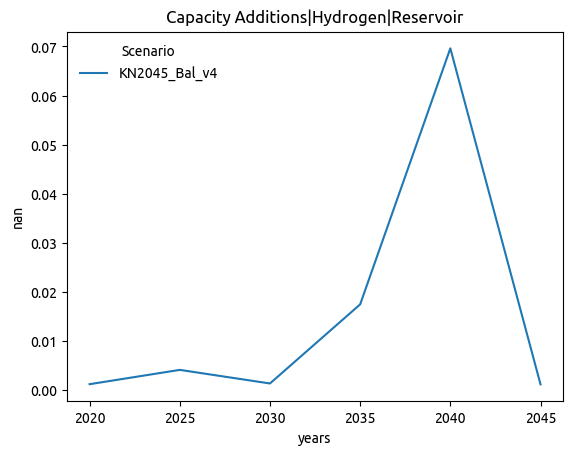 Capacity Additions|Hydrogen|Reservoir
Scenario
KN2045_Bal_v4
0.07
0.06
0.05
0.04
0.03
0.02
0.01
0.00
nan
2020 2025 2030 2035 2040 2045
years